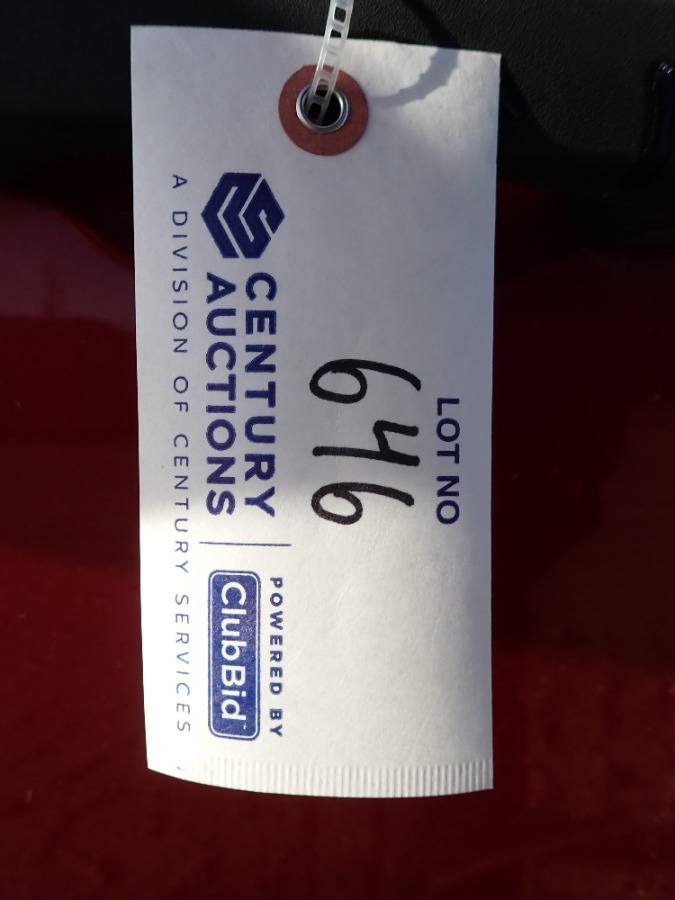 LOT NO
646
CENTURY
AUCTIONS
A DIVISION OF CENTURY SERVICES
POWERED BY
ClubBid